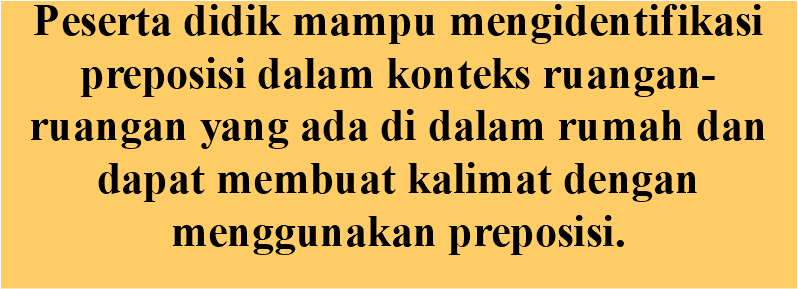 Peserta didik mampu mengidentifikasi
preposisi dalam konteks ruangan-
ruangan yang ada di dalam rumah dan
dapat membuat kalimat dengan
menggunakan preposisi.